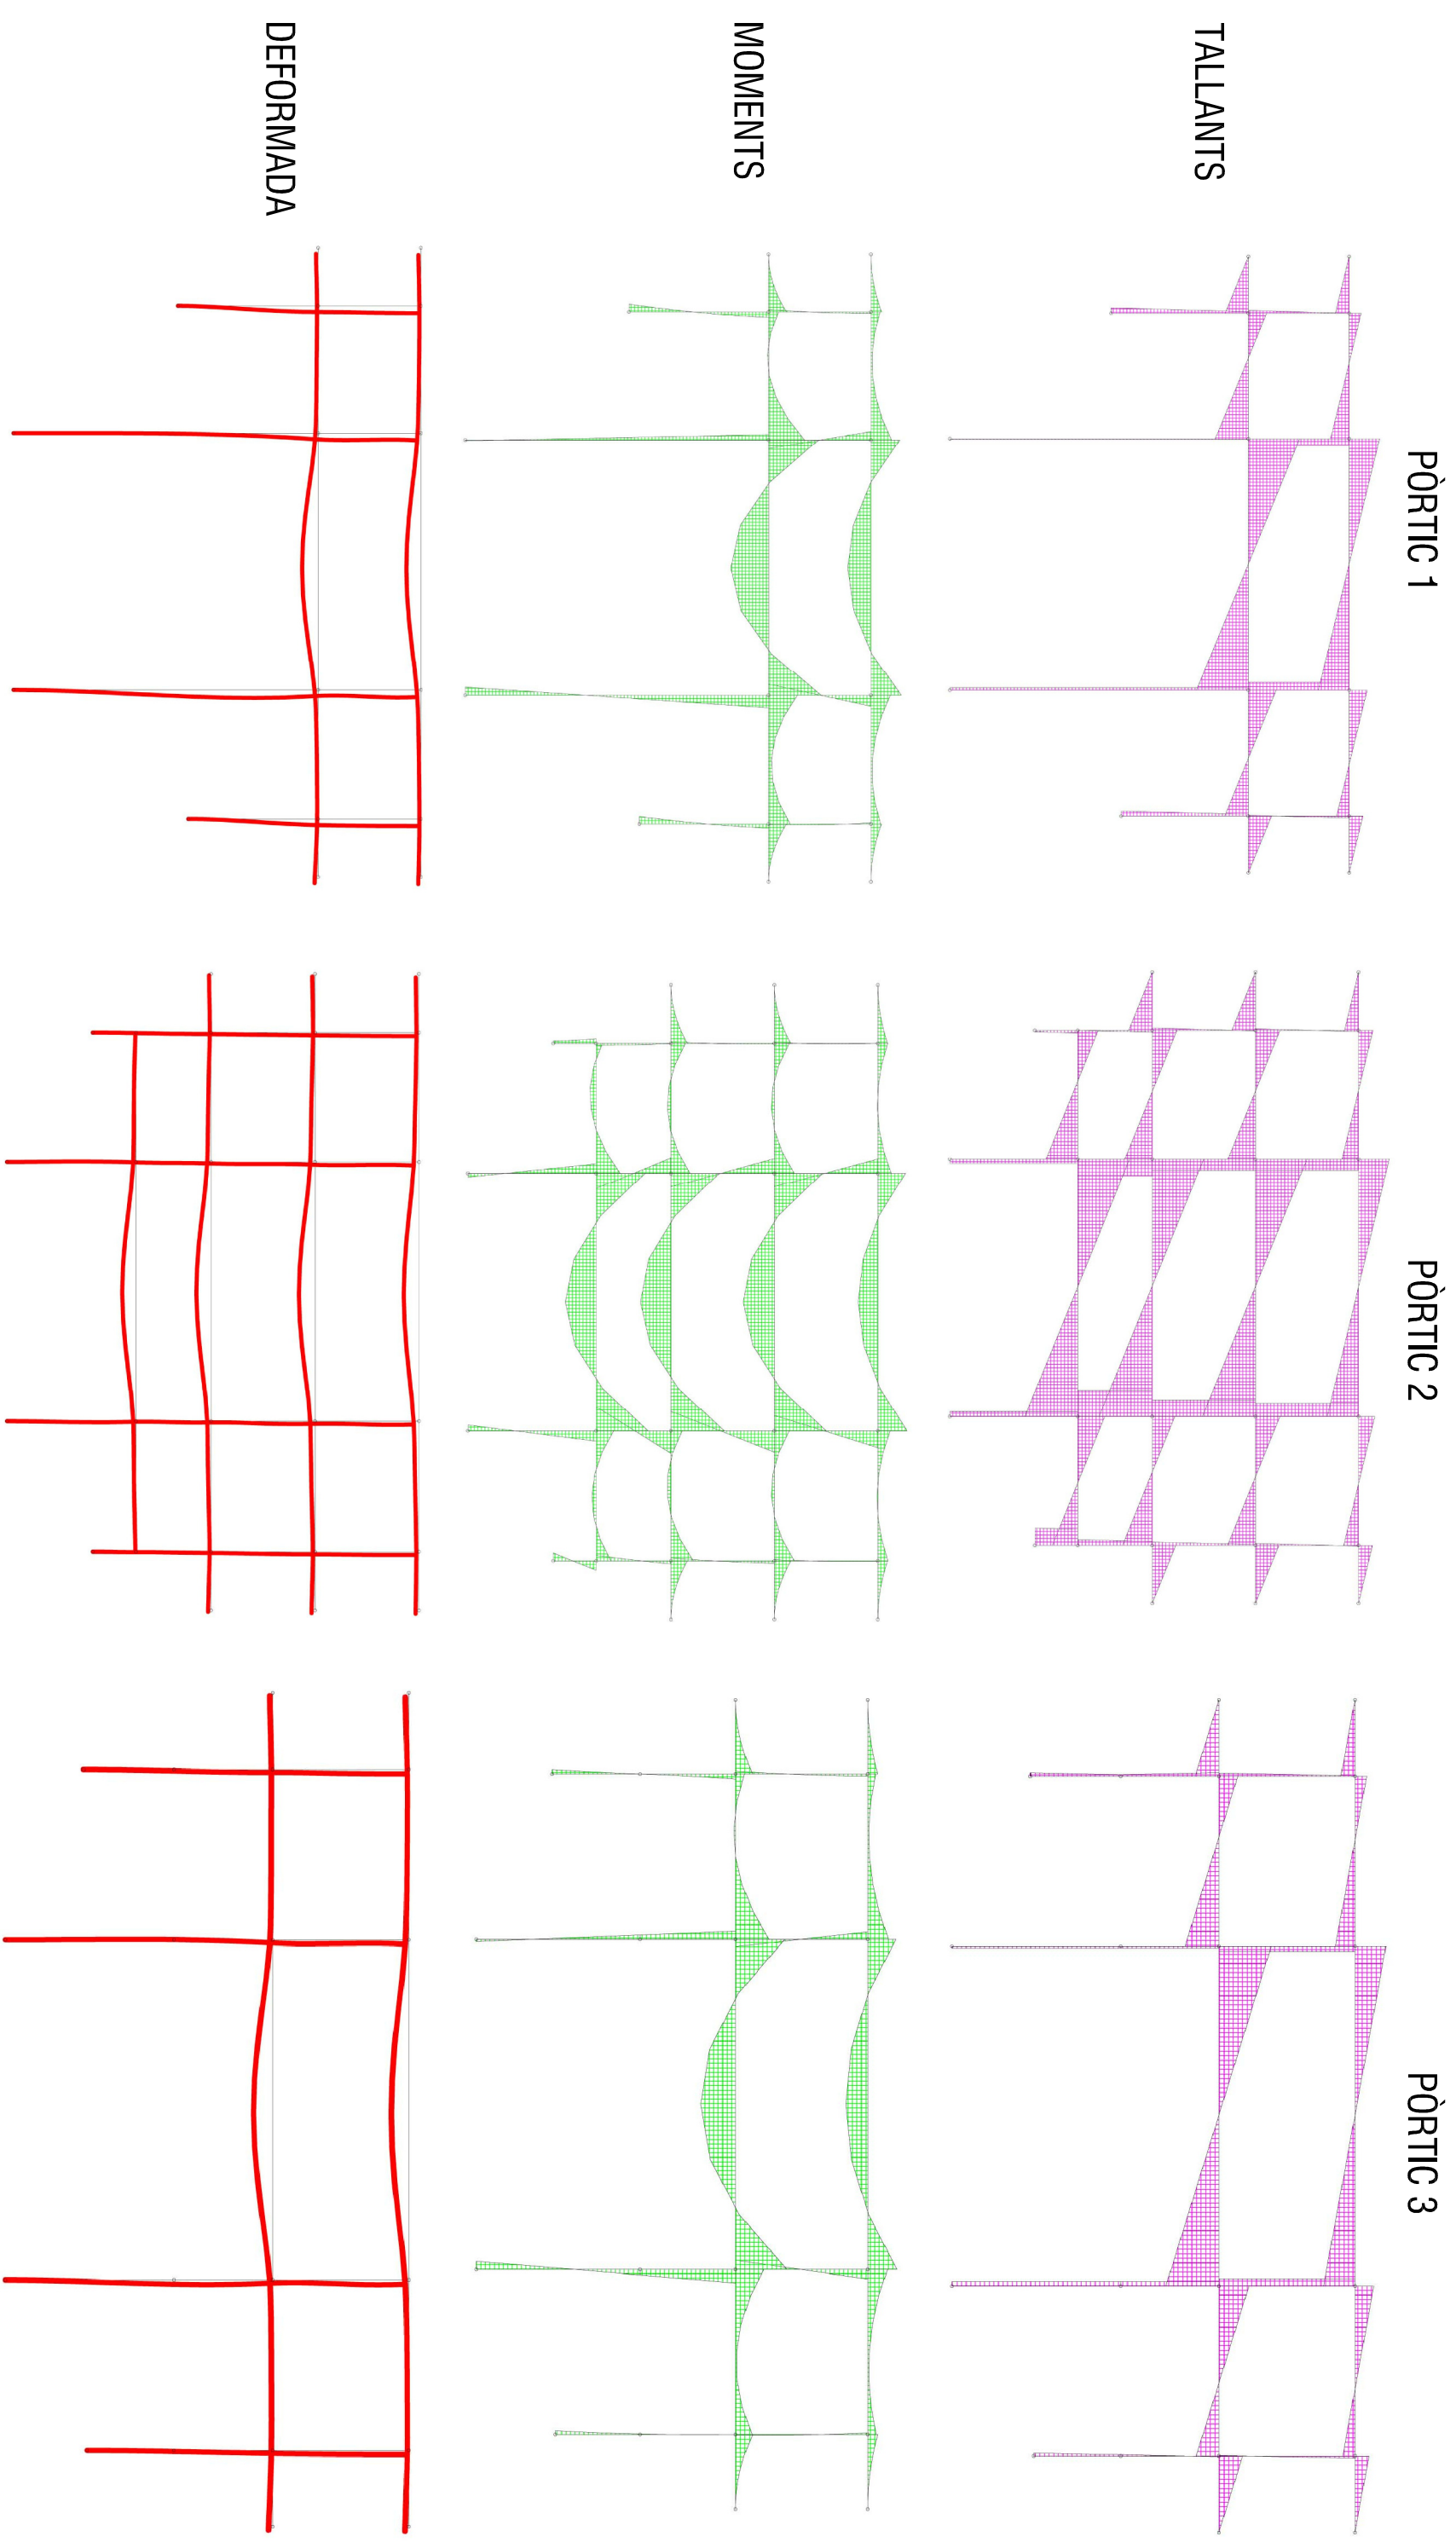 PÒRTIC 1
PÒRTIC 2
PÒRTIC 3
TALLANTS
MOMENTS
DEFORMADA